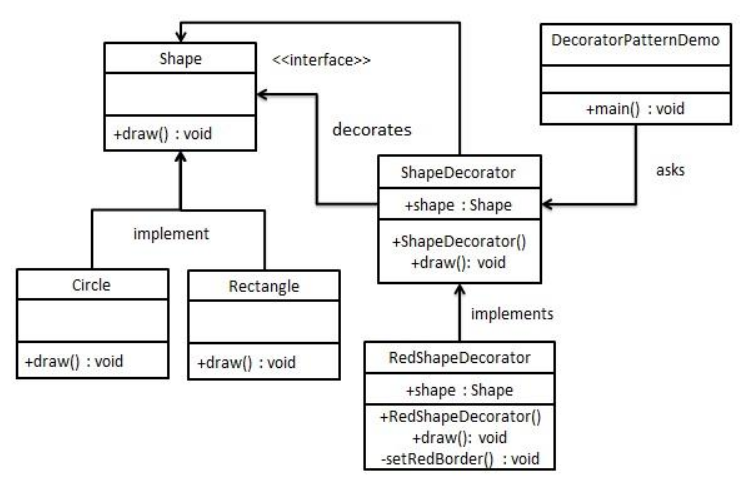 Shape
+draw() : void
<<interface>>
DecoratorPatternDemo
+main() : void
decorates
asks
ShapeDecorator
+shape : Shape
+ShapeDecorator()
+draw(): void
implement
Circle
+draw() : void
Rectangle
+draw() : void
implements
RedShapeDecorator
+shape : Shape
+RedShapeDecorator()
+draw(): void
-setRedBorder() : void